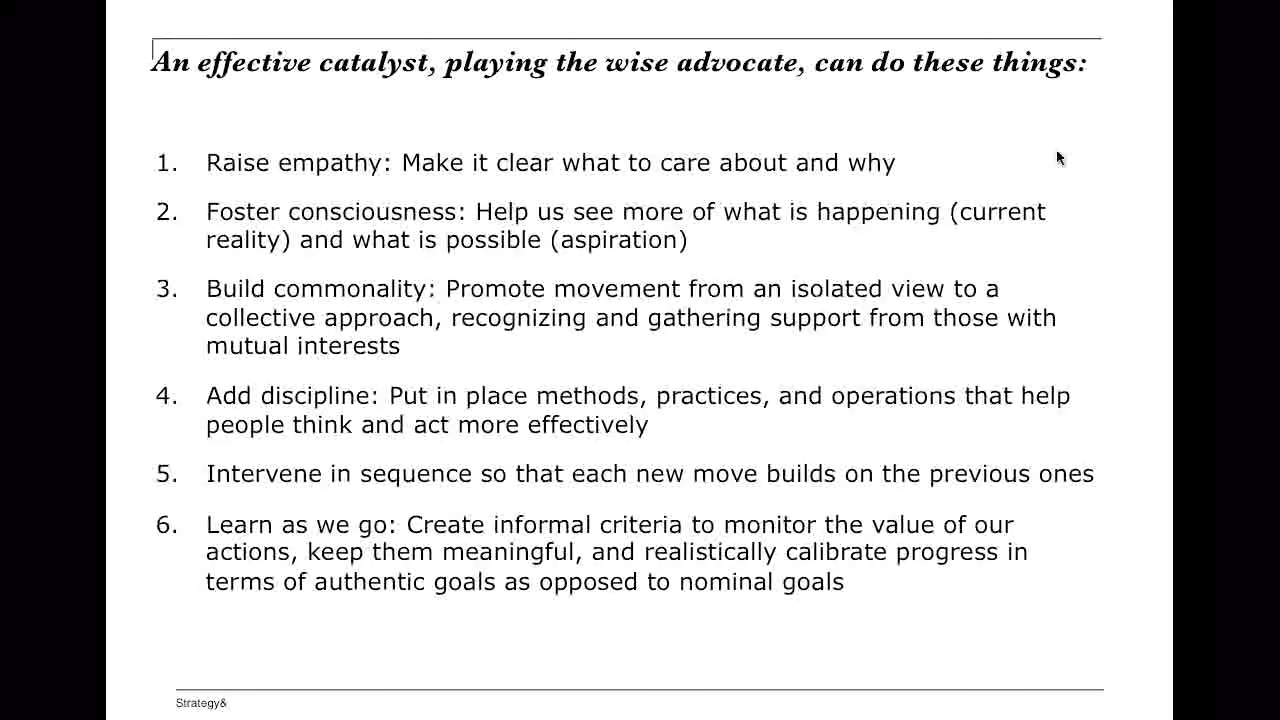 An effective catalyst, playing the wise advocate, can do these things:
1. Raise empathy: Make it clear what to care about and why
2. Foster consciousness: Help us see more of what is happening (current
reality) and what is possible (aspiration)
3. Build commonality: Promote movement from an isolated view to a
collective approach, recognizing and gathering support from those with
mutual interests
4. Add discipline: Put in place methods, practices, and operations that help
people think and act more effectively
5. Intervene in sequence so that each new move builds on the previous ones
6. Learn as we go: Create informal criteria to monitor the value of our
actions, keep them meaningful, and realistically calibrate progress in
terms of authentic goals as opposed to nominal goals
Strategy&